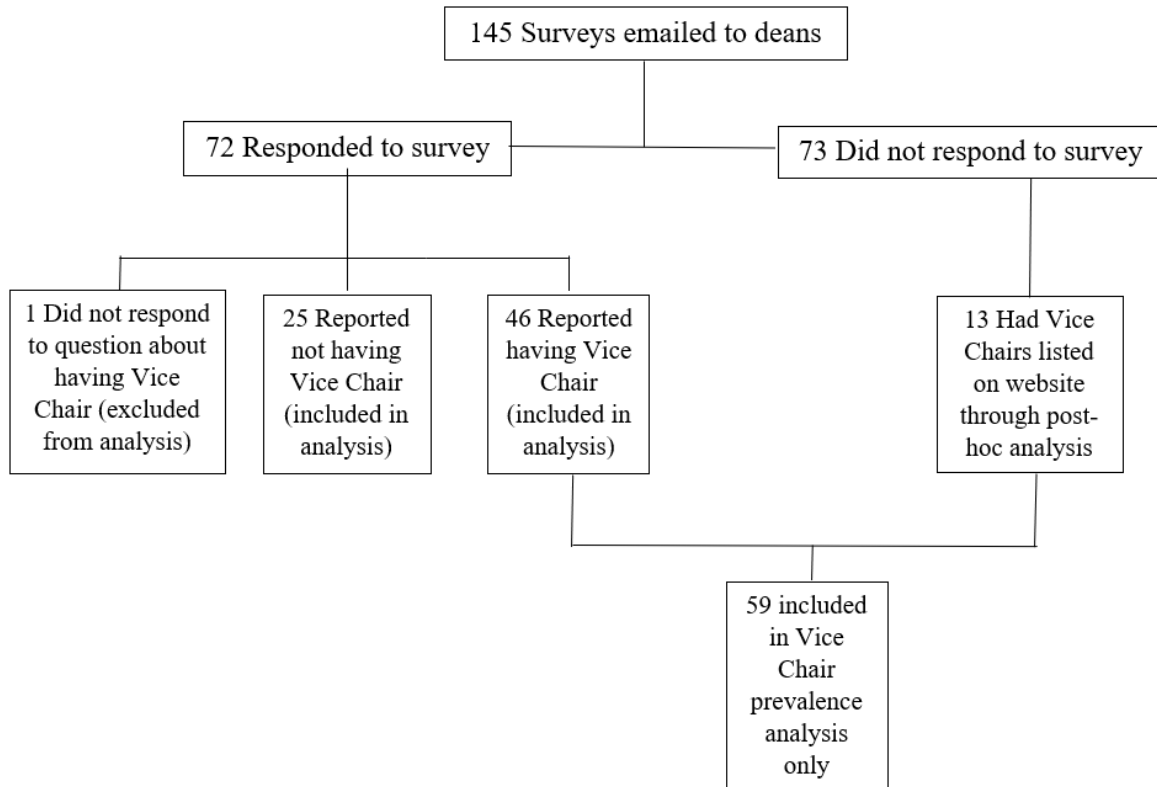 145 Surveys emailed to deans
72 Responded to survey
73 Did not respond to survey
1 Did not respond
to question about
having Vice
Chair (excluded
from analysis)
25 Reported
not having
Vice Chair
(included in
analysis)
46 Reported
having Vice
Chair
(included in
analysis)
13 Had Vice
Chairs listed
on website
through post-
hoc analysis
59 included
in Vice
Chair
prevalence
analysis
only